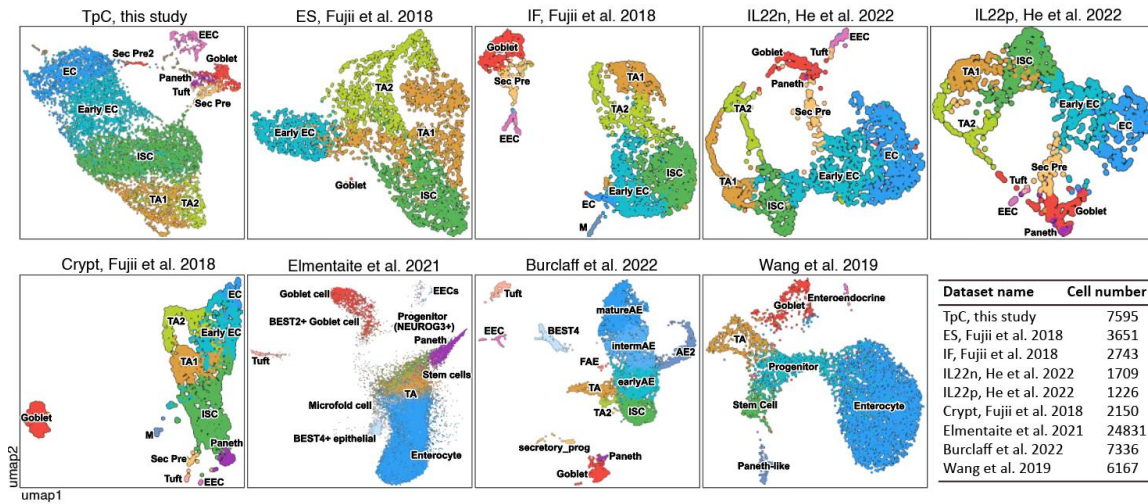 TpC, this study
EC
Sec Pre2
EEC
Goblet
Paneth
Tuft
Sec Pre
Early EC
ISC
TA1
TA2
ES, Fujii et al. 2018
TA2
Early EC
TA1
Goblet
ISC
IF, Fujii et al. 2018
Goblet
Sec Pre
EEC
TA1
TA2
Early EC
ISC
EC
M
IL22n, He et al. 2022
EEC
Goblet
Tuft
Paneth
TA2
Sec Pre
Early EC
EC
TA1
ISC
IL22p, He et al. 2022
ISC
TA1
Early EC
TA2
EC
Sec Pre
Tuft
EEC
Goblet
Paneth
Crypt, Fujii et al. 2018
EC
TA2
Early EC
TA1
ISC
Goblet
M
Paneth
Sec Pre
Tuft
EEC
umap2
umap1
Elmentaite et al. 2021
Goblet cell
EECs
BEST2+ Goblet cell
Progenitor
(NEUROG3+)
Paneth
Tuft
Stem cells
TA
Microfold cell
BEST4+ epithelial
Enterocyte
Burclaff et al. 2022
Tuft
matureAE
EEC
BEST4
intermAE
AE2
FAE
earlyAE
TA
TA2
ISC
secretory_prog
Paneth
Goblet
Wang et al. 2019
Goblet
Enteroendocrine
TA
Progenitor
Stem Cell
Enterocyte
Paneth-like
Dataset name Cell number
TpC, this study 7595
ES, Fujii et al. 2018 3651
IF, Fujii et al. 2018 2743
IL22n, He et al. 2022 1709
IL22p, He et al. 2022 1226
Crypt, Fujii et al. 2018 2150
Elmentaite et al. 2021 24831
Burclaff et al. 2022 7336
Wang et al. 2019 6167